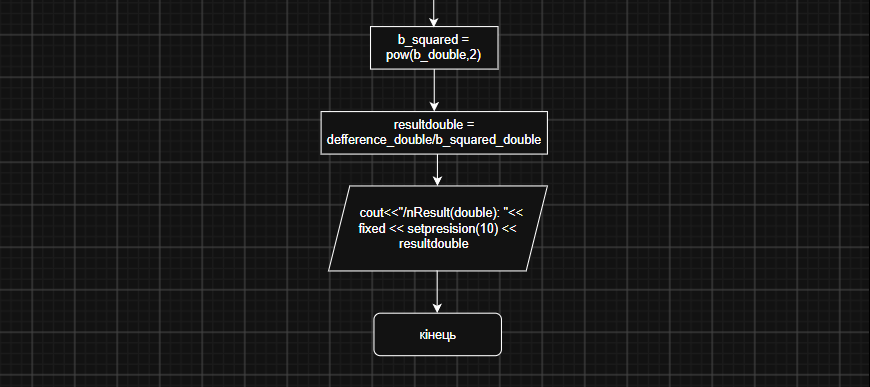 b_squared =
pow(b_double,2)
resultdouble =
defference_double/b_squared_double
cout<<"/nResult(double): "<<
fixed << setpresision(10) <<
resultdouble
кінець